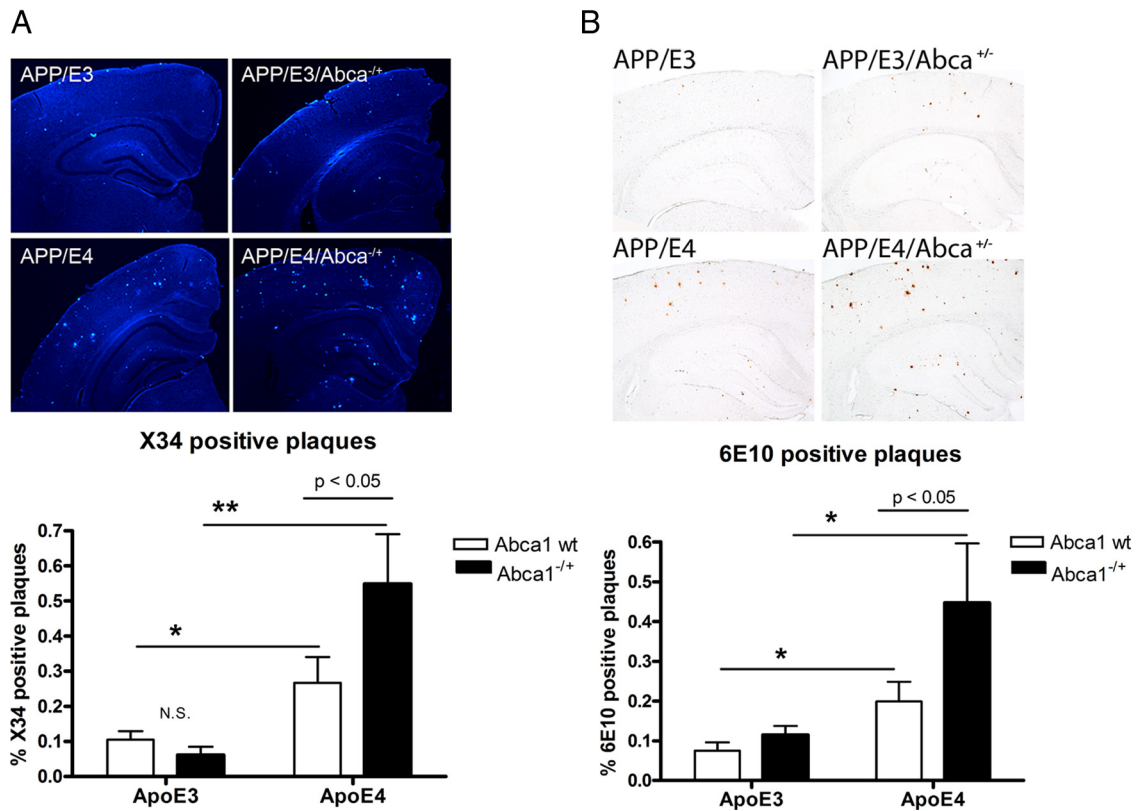 A
APP/E3
APP/E3/Abca-/+
APP/E4
APP/E4/Abca-/+
X34 positive plaques
p < 0.05
**
*
N.S.
Abca1 wt
Abca1-/+
% X34 positive plaques
0.7
0.6
0.5
0.4
0.3
0.2
0.1
0.0
ApoE3
ApoE4
B
APP/E3
APP/E3/Abca+/-
APP/E4
APP/E4/Abca+/-
6E10 positive plaques
p < 0.05
*
*
Abca1 wt
Abca1-/+
% 6E10 positive plaques
0.6
0.5
0.4
0.3
0.2
0.1
0.0
ApoE3
ApoE4